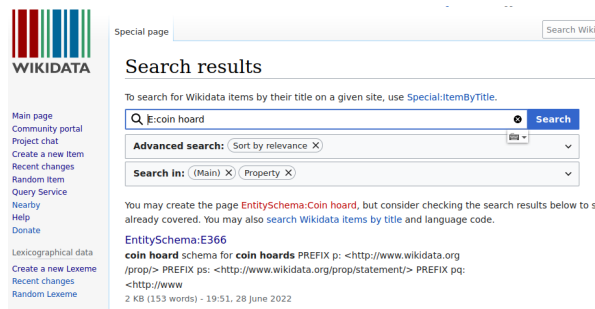 Special page
Search Wiki
WIKIDATA
Search results
To search for Wikidata items by their title on a given site, use Special:ItemByTitle.
E:coin hoard
Search
Advanced search: Sort by relevance X
Search in: (Main) X Property X
Main page
Community portal
Project chat
Create a new Item
Recent changes
Random Item
Query Service
Nearby
Help
Donate
Lexicographical data
Create a new Lexeme
Recent changes
Random Lexeme
You may create the page EntitySchema:Coin hoard, but consider checking the search results below to s
already covered. You may also search Wikidata items by title and language code.
EntitySchema:E366
coin hoard schema for coin hoards PREFIX p: <http://www.wikidata.org
/prop/> PREFIX ps: <http://www.wikidata.org/prop/statement/> PREFIX pq:
<http://www
2 KB (153 words) - 19:51, 28 June 2022